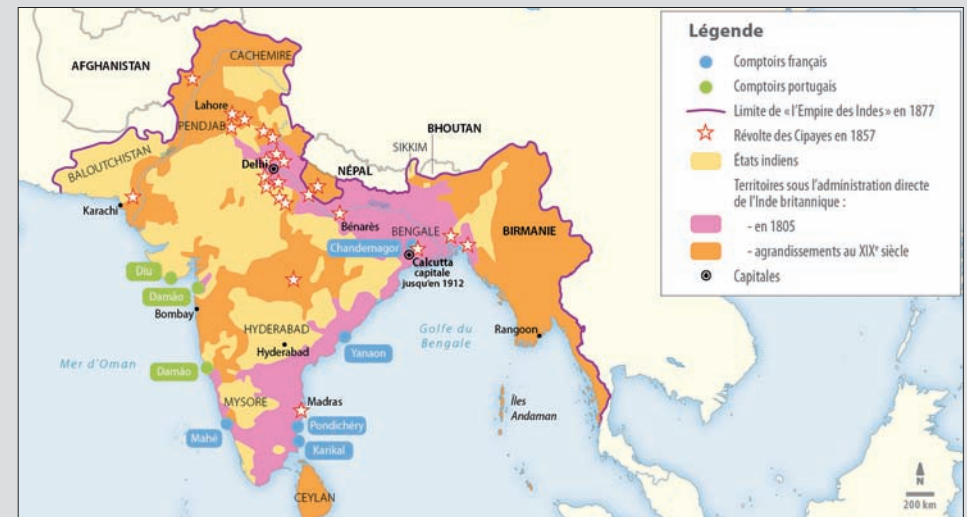 Légende
Comptoirs français
Comptoirs portugais
Limite de « l'Empire des Indes » en 1877
Révolte des Cipayes en 1857
États indiens
Territoires sous l'administration directe
de l'Inde britannique :
- en 1805
- agrandissements au XIXe siècle
Capitales
AFGHANISTAN
CACHEMIRE
Lahore
PENDJAB
BALOUTCHISTAN
Delhi
NÉPAL
SIKKIM
BHOUTAN
Karachi
Bénarès
BENGALE
BIRMANIE
Chandernagor
Calcutta
capitale
jusqu'en 1912
Diu
Damão
Bombay
HYDERABAD
Hyderabad
Yanaon
Golfe du
Bengale
Rangoon
Mer d'Oman
Damão
MYSORE
Madras
Îles
Andaman
Mahé
Pondichéry
Karikal
CEYLAN
N
200 km